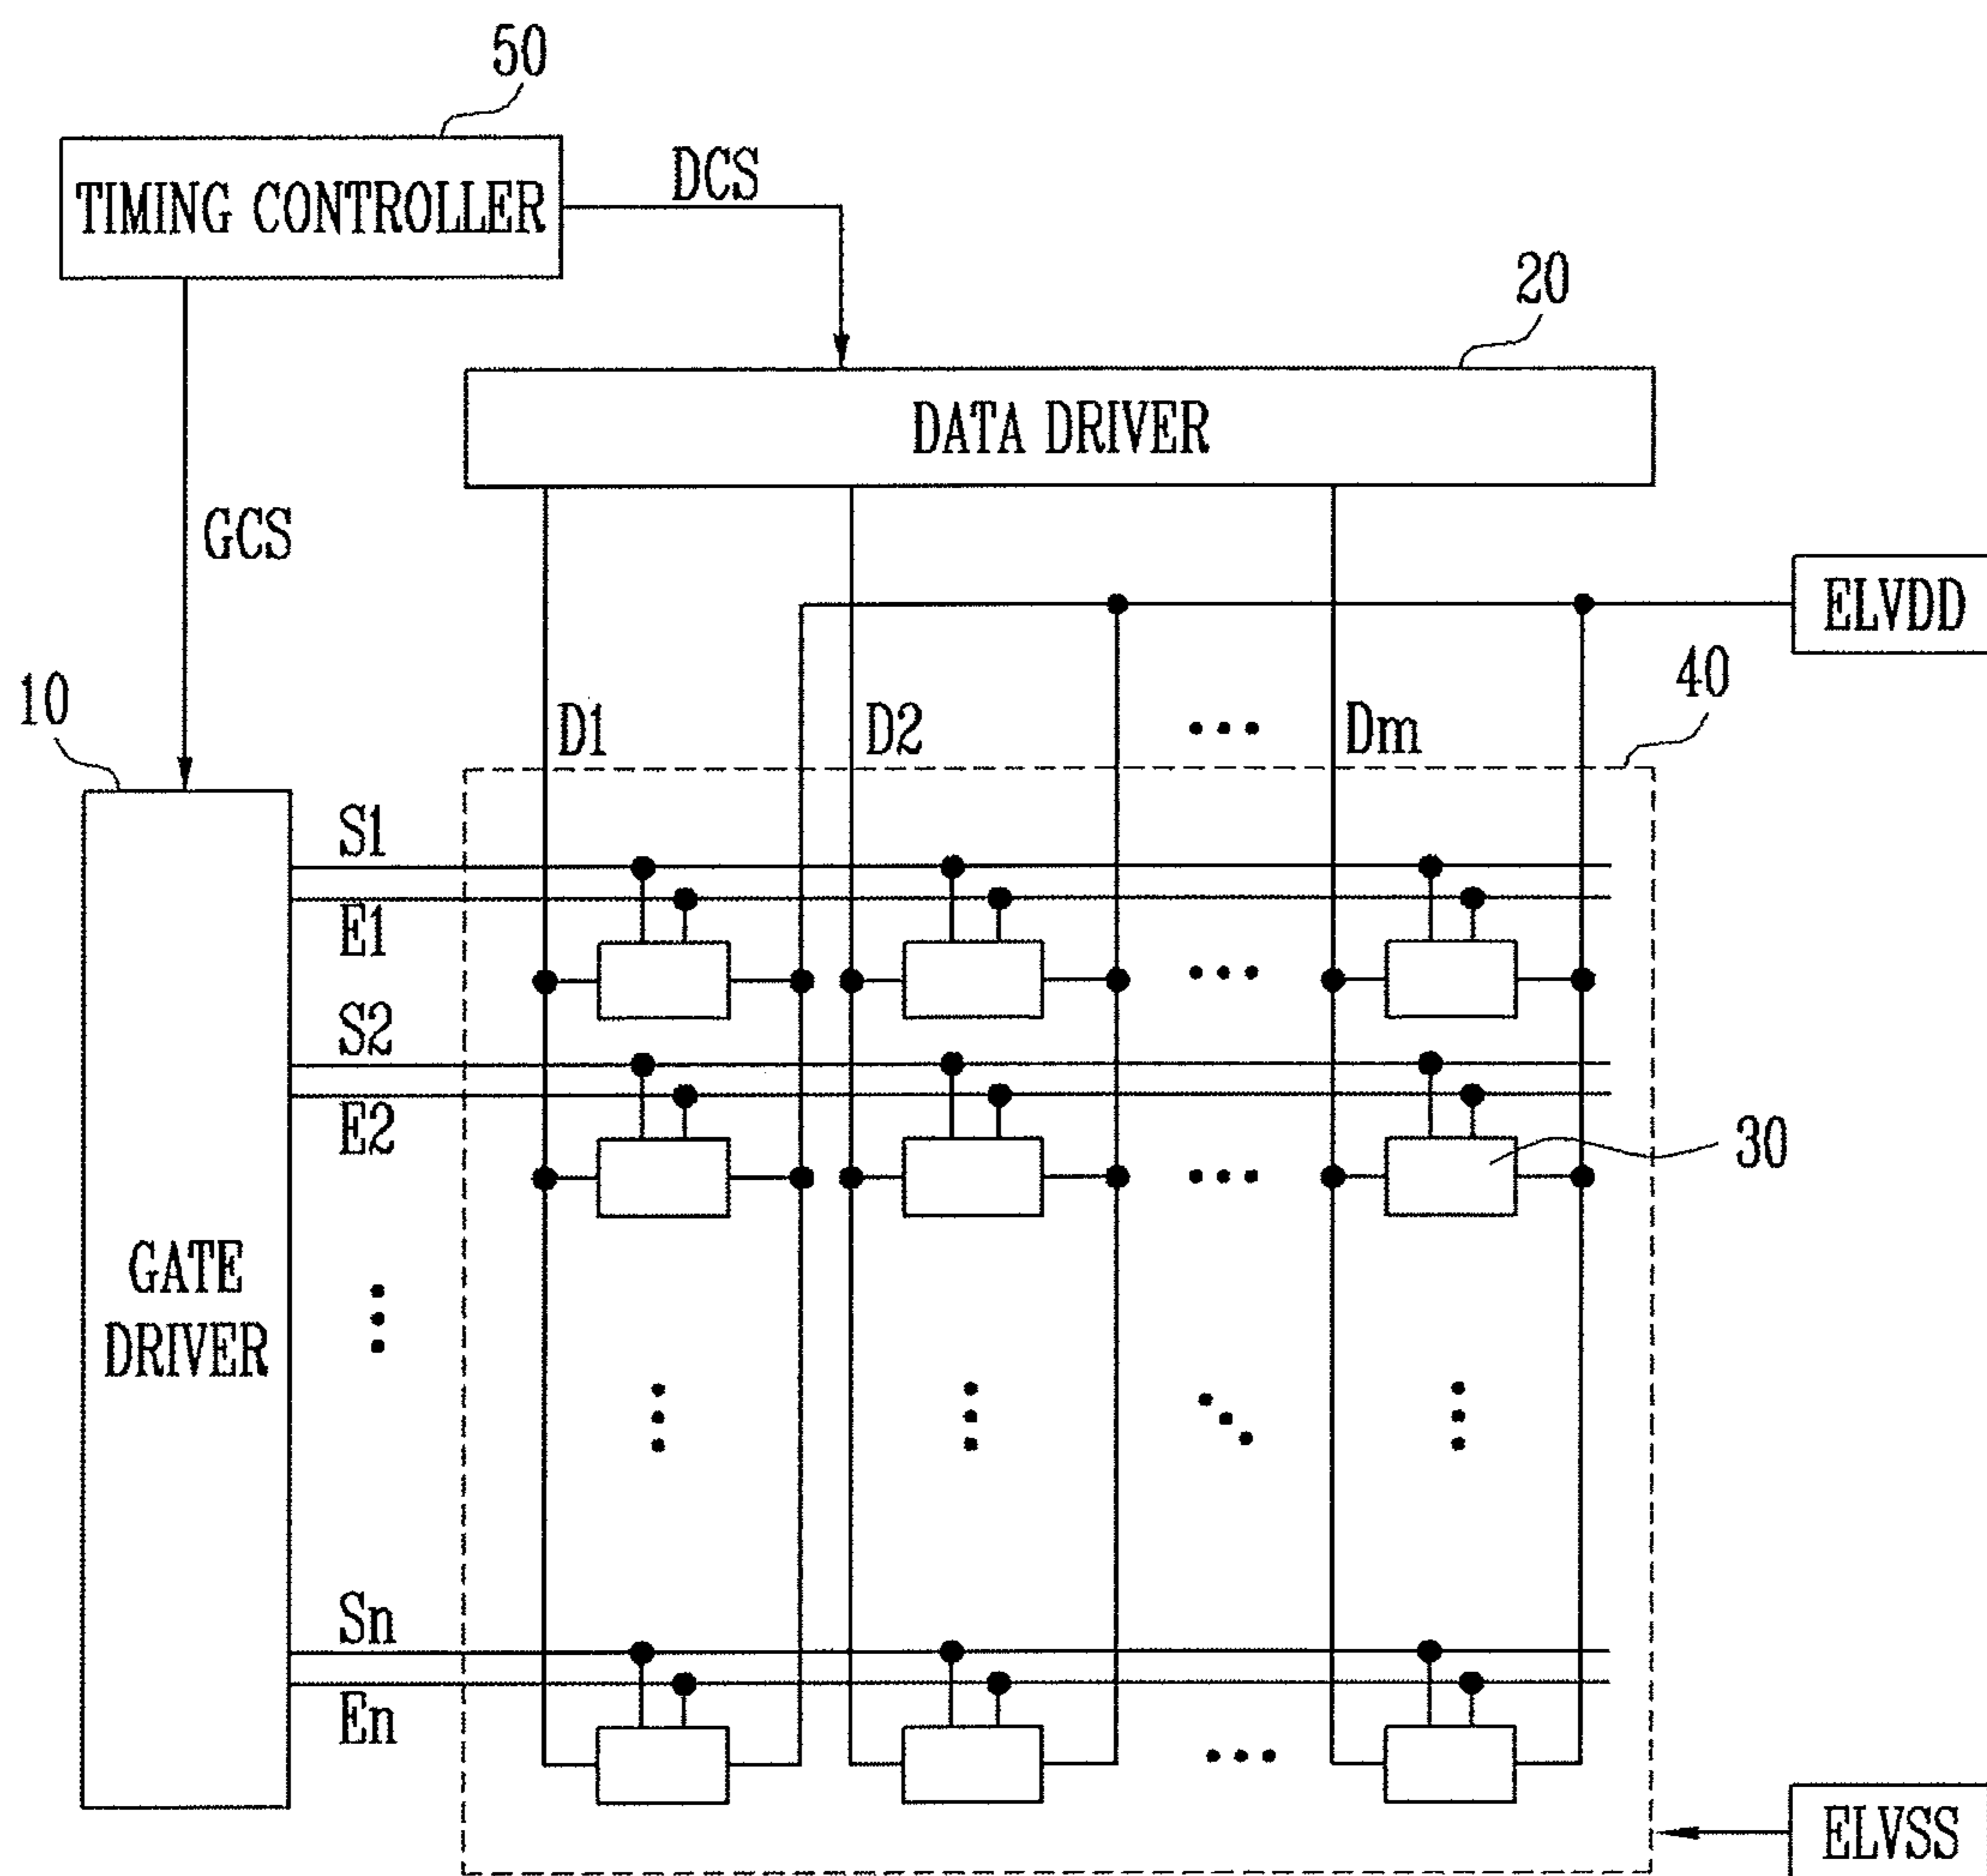 50
TIMING CONTROLLER
DCS
20
DATA DRIVER
GCS
ELVDD
40
10
D1
D2
Dm
S1
E1
S2
E2
30
GATE
DRIVER
Sn
En
ELVSS